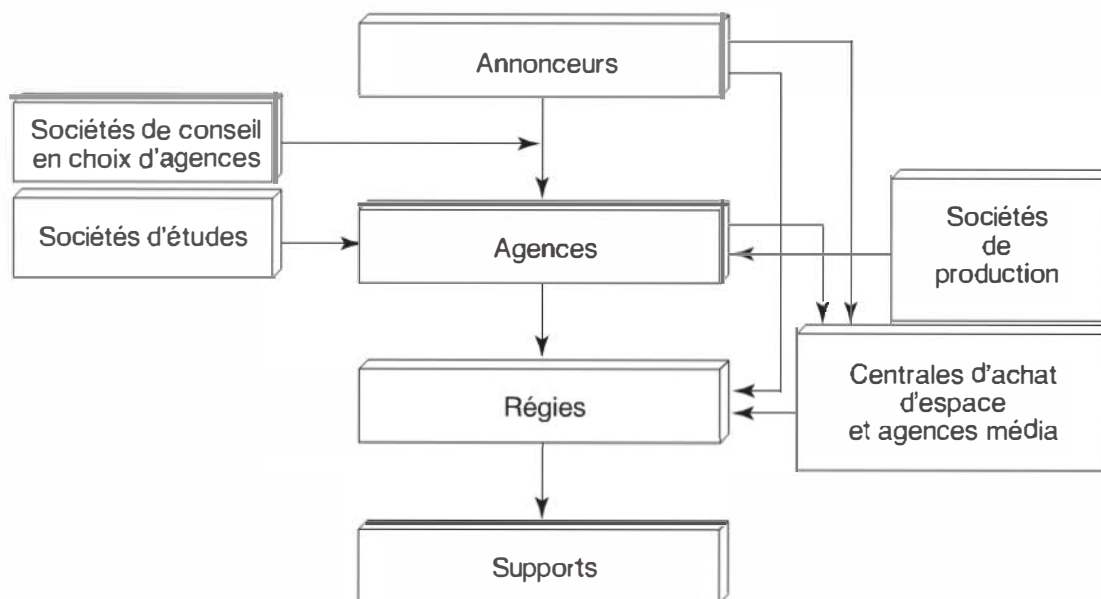 Annonceurs
Sociétés de conseil
en choix d'agences
Sociétés d'études
Agences
Sociétés
de
production
Régies
Centrales d'achat
d'espace
et agences média
Supports